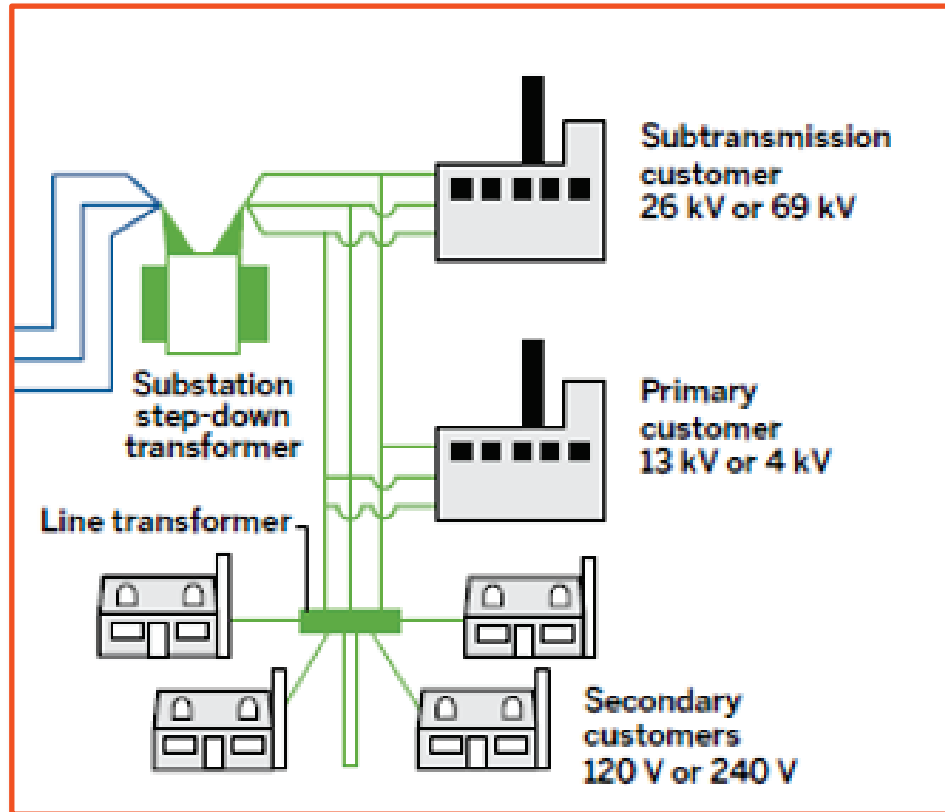 Subtransmission
customer
26 kV or 69 kV
Substation
step-down
transformer
Primary
customer
13 kV or 4 kV
Line transformer
Secondary
customers
120 V or 240 V